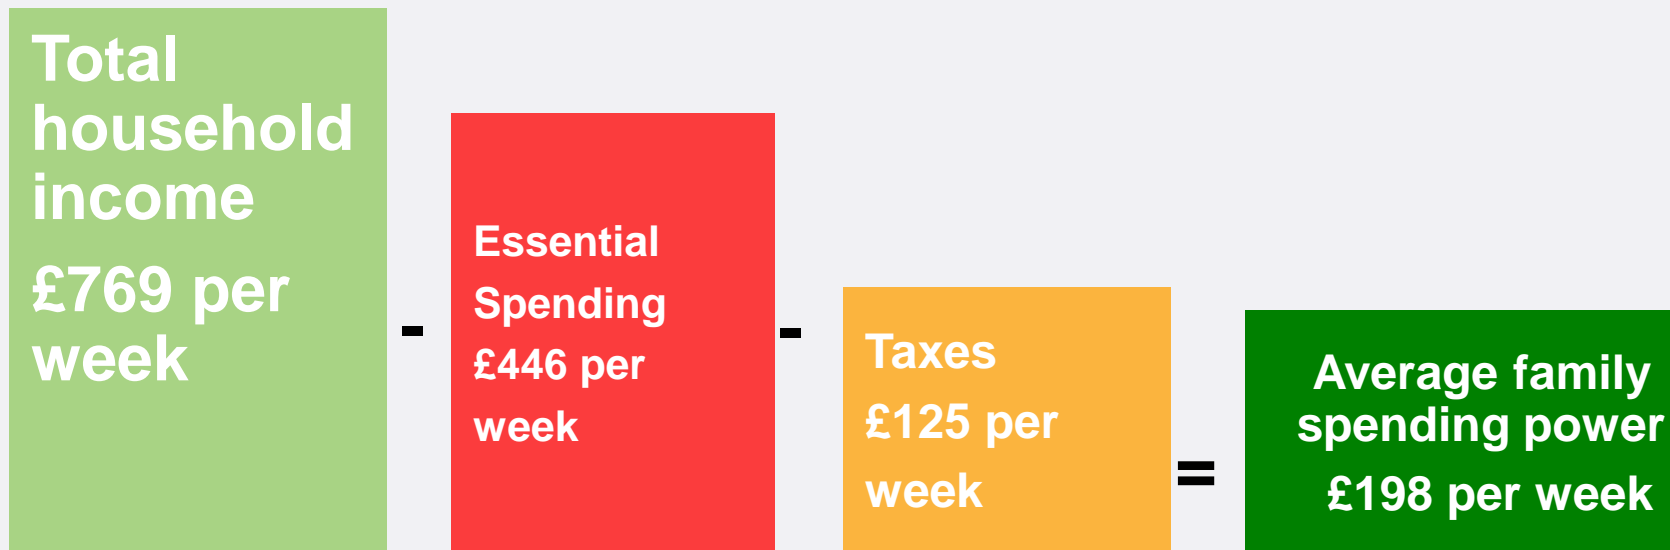 Total
household
income
£769 per
week
-
Essential
Spending
£446 per
week
-
Taxes
£125 per
week
=
Average family
spending power
£198 per week